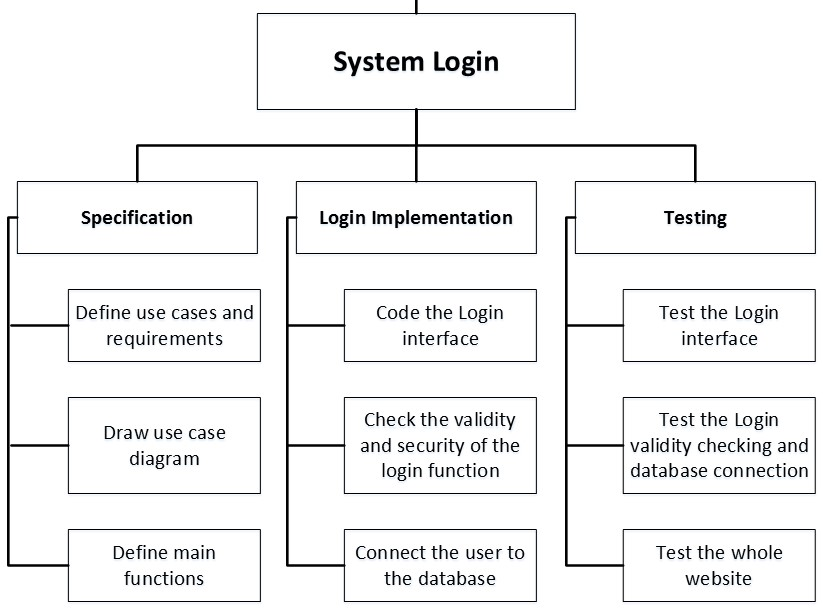 System Login
Specification
Login Implementation
Testing
Define use cases and
requirements
Code the Login
interface
Test the Login
interface
Draw use case
diagram
Check the validity
and security of the
login function
Test the Login
validity checking and
database connection
Define main
functions
Connect the user to
the database
Test the whole
website